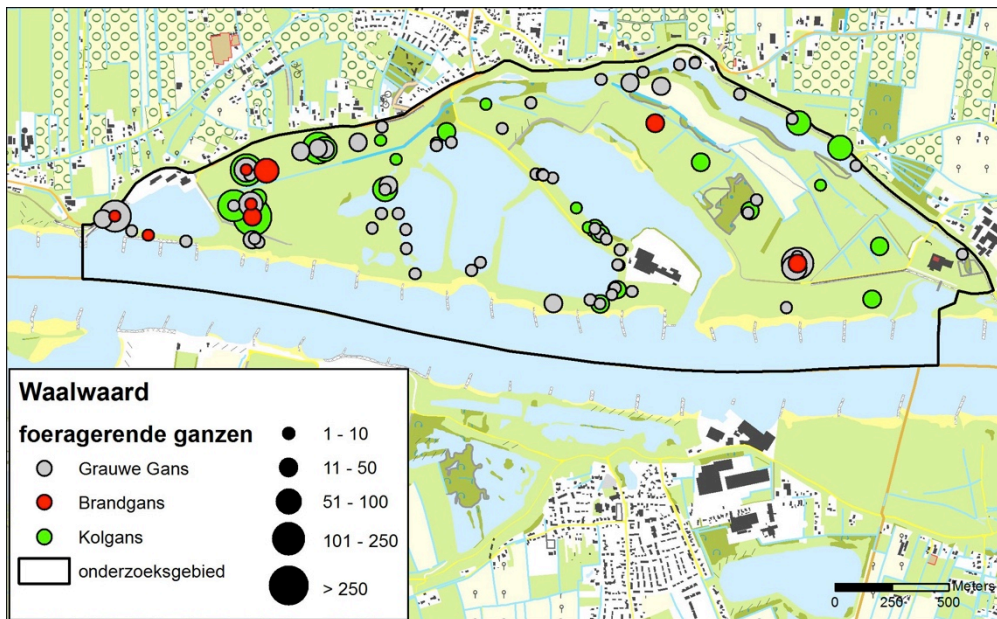 Waalwaard
foeragerende ganzen
Grauwe Gans
Brandgans
Kolgans
onderzoeksgebied
1 - 10
11 - 50
51 - 100
101 - 250
> 250
Meters
0 250 500